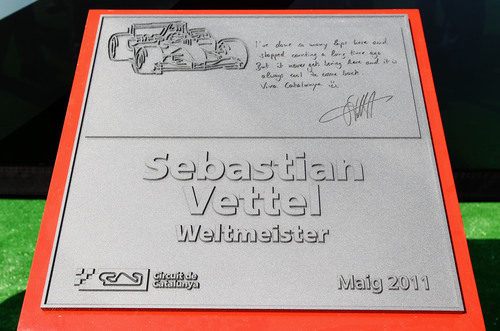 I've done so many laps here and
stopped counting a long time ago
But it never gets boring here and it is
always cool to come back
Viva Catalunya
Sebastian
Vettel
Weltmeister
Circuit de
Catalunya
Maig 2011